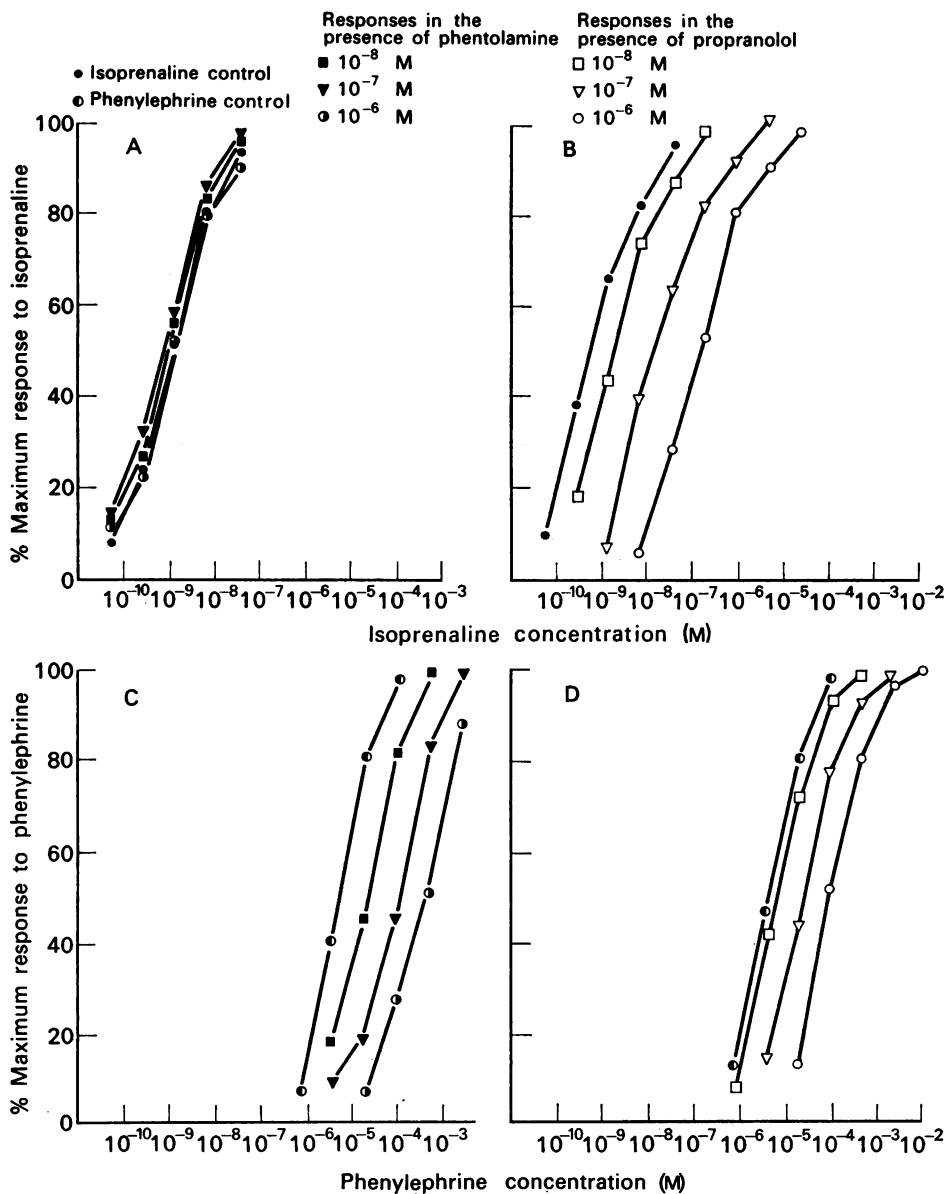 Responses in the
presence of phentolamine
■ 10⁻⁸ M
▼ 10⁻⁷ M
◑ 10⁻⁶ M
Responses in the
presence of propranolol
□ 10⁻⁸ M
▽ 10⁻⁷ M
○ 10⁻⁶ M
● Isoprenaline control
◐ Phenylephrine control
A
% Maximum response to isoprenaline
100
80
60
40
20
0
10⁻¹⁰ 10⁻⁹ 10⁻⁸ 10⁻⁷ 10⁻⁶ 10⁻⁵ 10⁻⁴ 10⁻³
B
10⁻¹⁰ 10⁻⁹ 10⁻⁸ 10⁻⁷ 10⁻⁶ 10⁻⁵ 10⁻⁴ 10⁻³ 10⁻²
Isoprenaline concentration (M)
C
% Maximum response to phenylephrine
100
80
60
40
20
0
10⁻¹⁰ 10⁻⁹ 10⁻⁸ 10⁻⁷ 10⁻⁶ 10⁻⁵ 10⁻⁴ 10⁻³
D
10⁻¹⁰ 10⁻⁹ 10⁻⁸ 10⁻⁷ 10⁻⁶ 10⁻⁵ 10⁻⁴ 10⁻³ 10⁻²
Phenylephrine concentration (M)